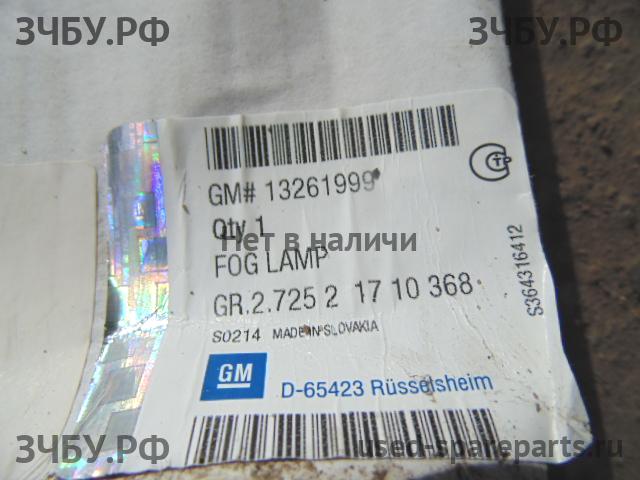 ЗЧБУ.РФ
ЗЧБУ.РФ
GM# 13261999
Qty 1
Нет в наличи
FOG LAMP
GR.2.725 2 17 10 368
S0214 MADE IN SLOVAKIA
GM
D-65423 Rüsselsheim
S364316412
ЗЧБУ.РФ
used-spareparts.ru